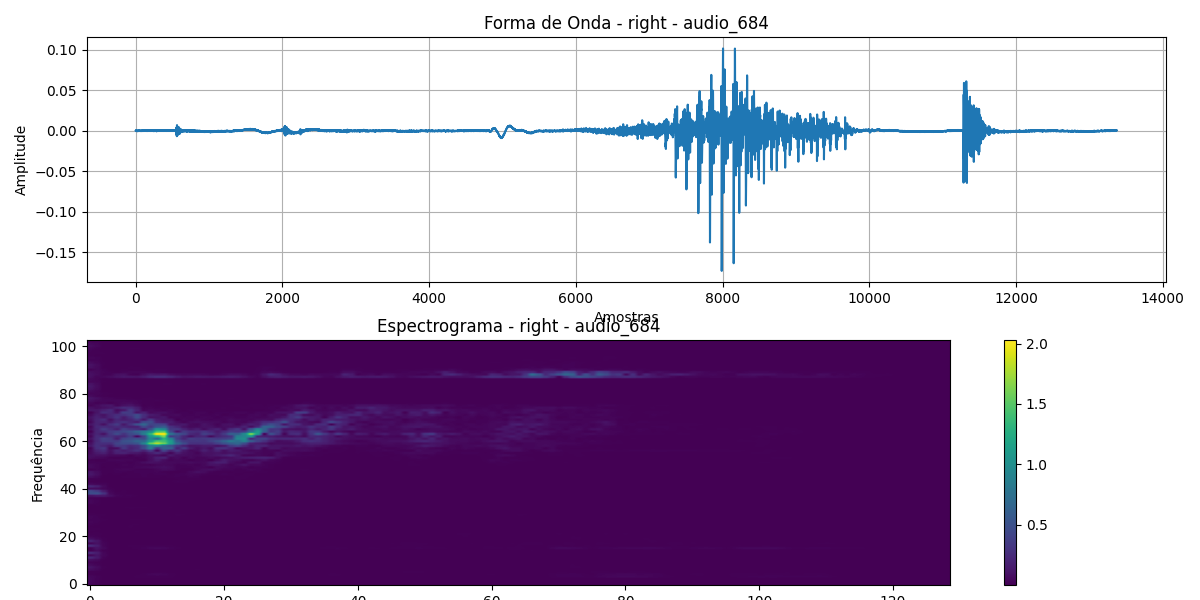 Forma de Onda - right - audio_684
Amplitude
0.10
0.05
0.00
−0.05
−0.10
−0.15
0 2000 4000 6000 8000 10000 12000 14000
Amostras
Espectrograma - right - audio_684
Frequência
100
80
60
40
20
0
2.0
1.5
1.0
0.5
0 20 40 60 80 100 120